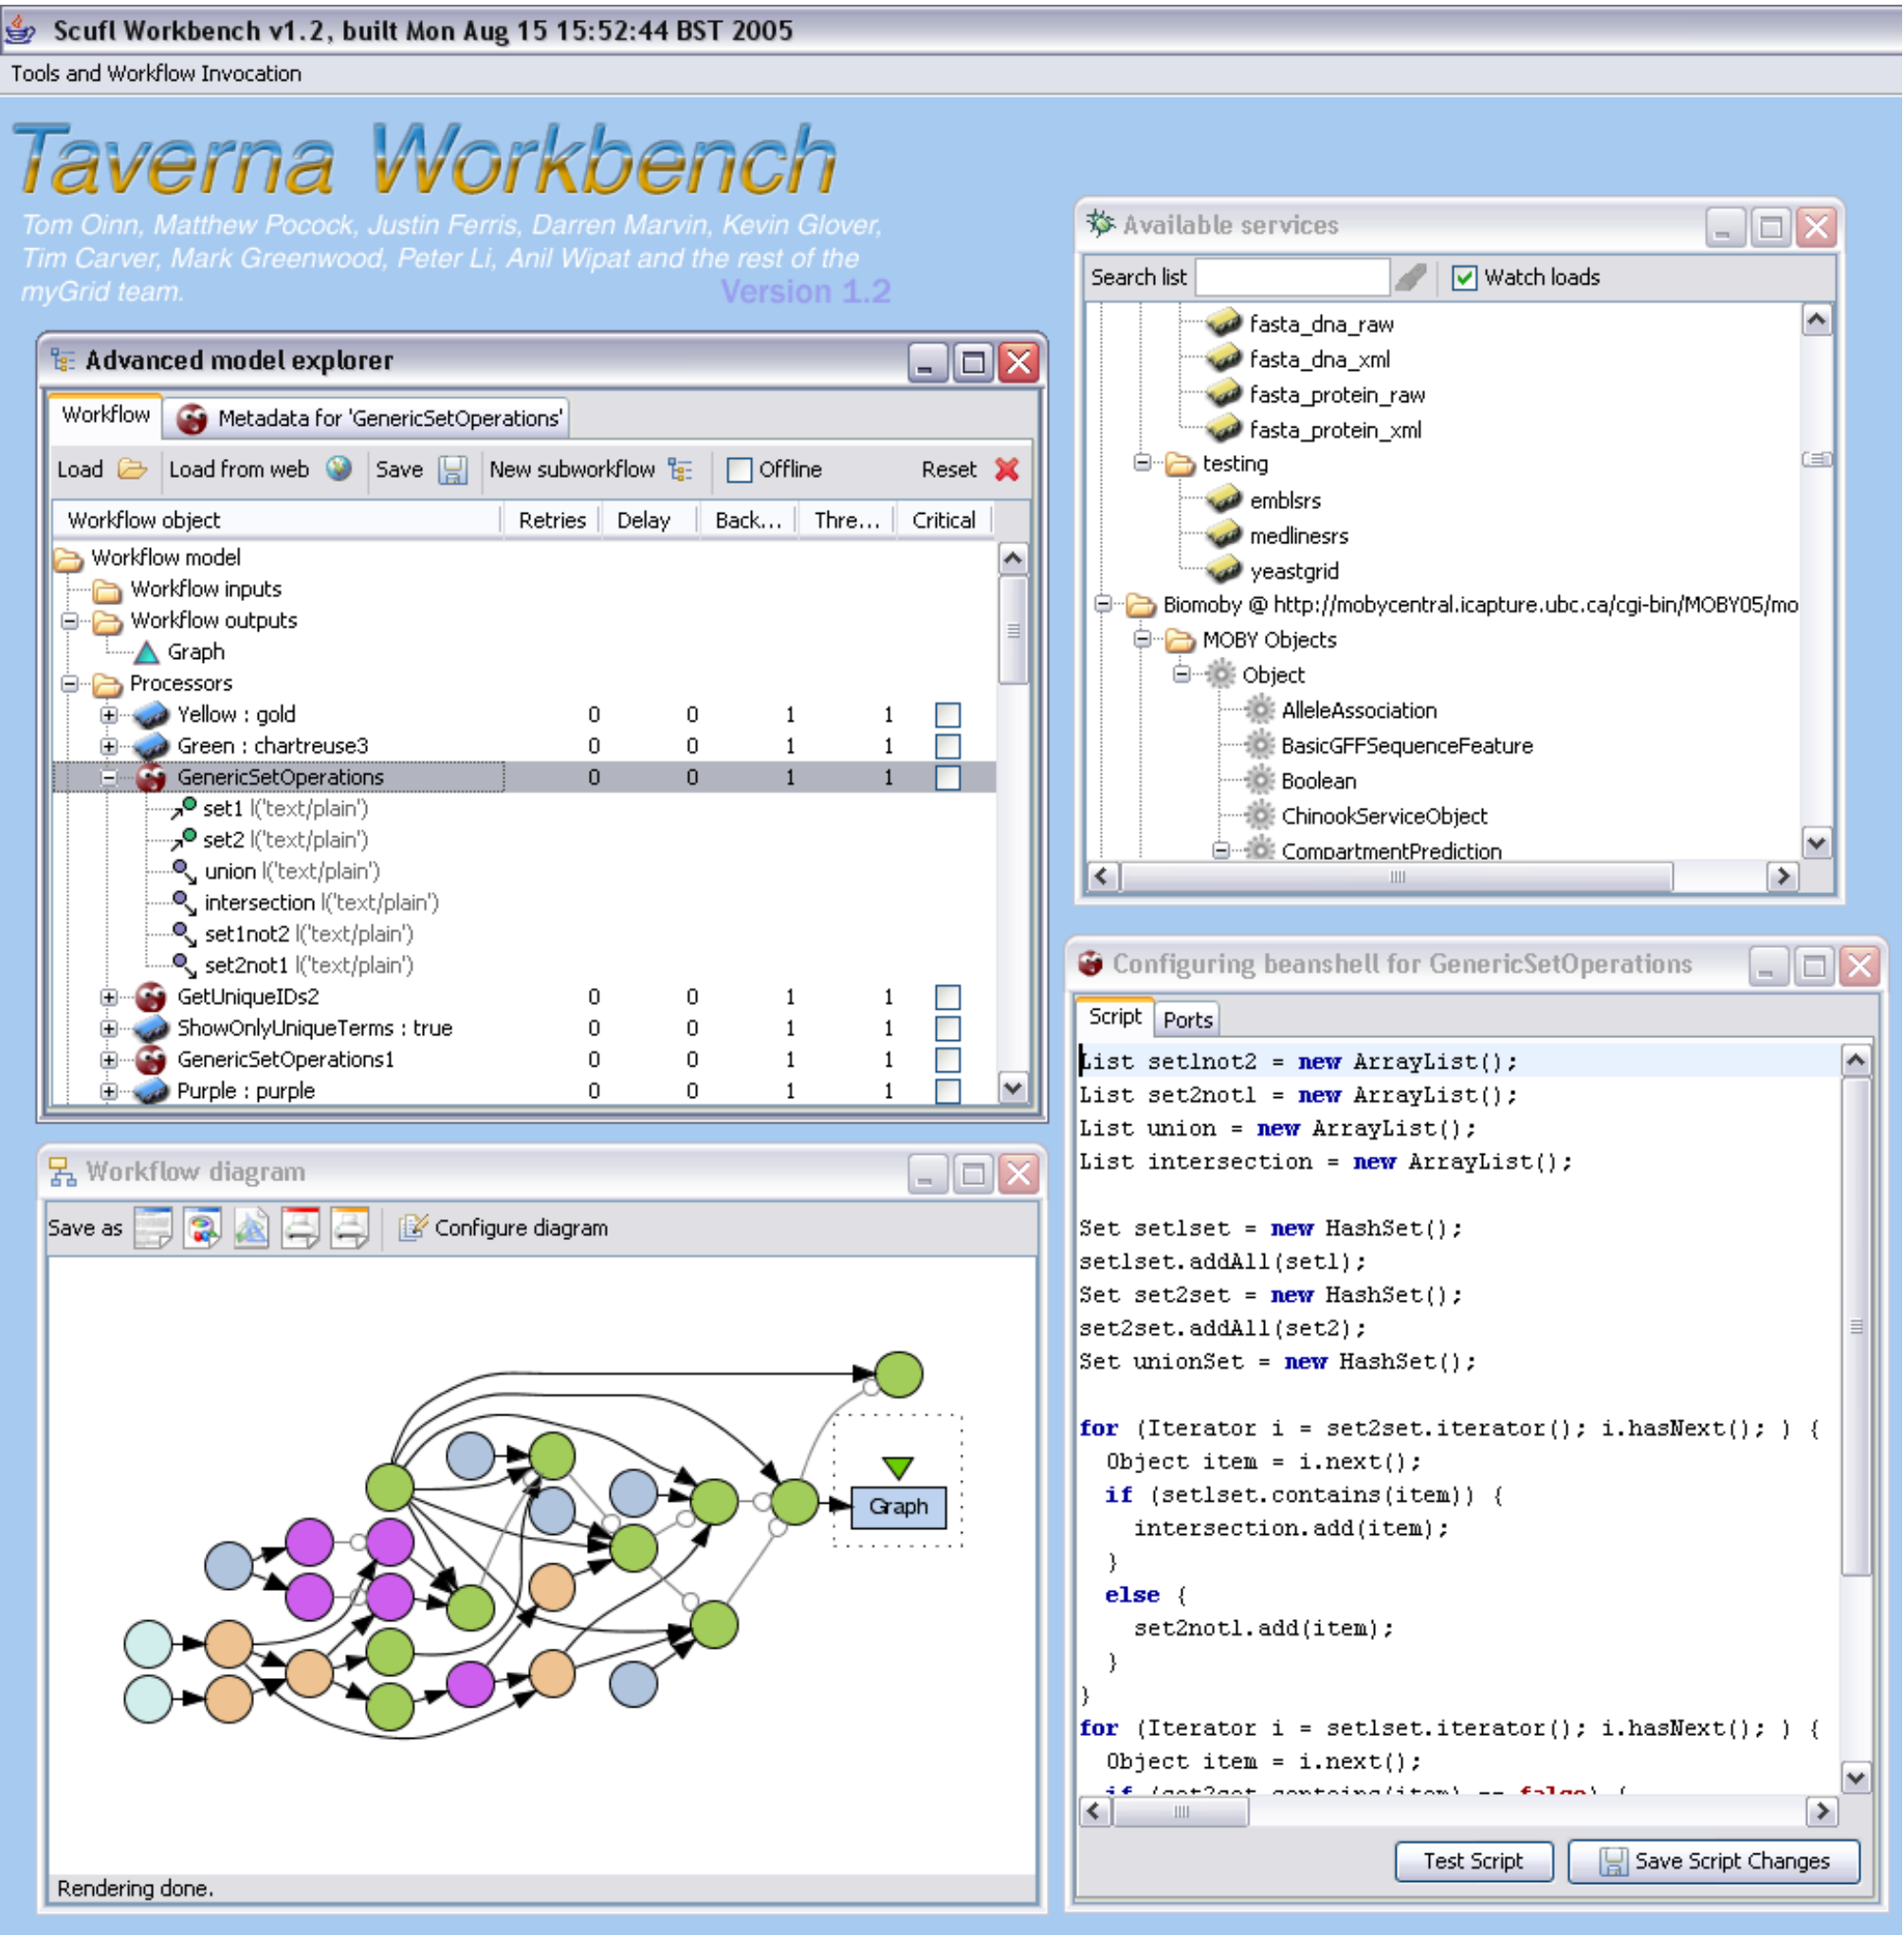 Scufl Workbench v1.2, built Mon Aug 15 15:52:44 BST 2005
Tools and Workflow Invocation
Taverna Workbench
Tom Oinn, Matthew Pocock, Justin Ferris, Darren Marvin, Kevin Glover,
Tim Carver, Mark Greenwood, Peter Li, Anil Wipat and the rest of the
myGrid team.
Version 1.2
Advanced model explorer
Workflow
Metadata for 'GenericSetOperations'
Load Load from web Save New subworkflow Offline Reset
Workflow object Retries Delay Back... Thre... Critical
Workflow model
Workflow inputs
Workflow outputs
Graph
Processors
Yellow : gold 0 0 1 1
Green : chartreuse3 0 0 1 1
GenericSetOperations 0 0 1 1
set1 l('text/plain')
set2 l('text/plain')
union l('text/plain')
intersection l('text/plain')
set1not2 l('text/plain')
set2not1 l('text/plain')
GetUniqueIDs2 0 0 1 1
ShowOnlyUniqueTerms : true 0 0 1 1
GenericSetOperations1 0 0 1 1
Purple : purple 0 0 1 1
Workflow diagram
Save as Configure diagram
Graph
Rendering done.
Available services
Search list Watch loads
fasta_dna_raw
fasta_dna_xml
fasta_protein_raw
fasta_protein_xml
testing
emblsrs
medlinesrs
yeastgrid
Biomoby @ http://mobycentral.icapture.ubc.ca/cgi-bin/MOBY05/mo
MOBY Objects
Object
AlleleAssociation
BasicGFFSequenceFeature
Boolean
ChinookServiceObject
CompartmentPrediction
Configuring beanshell for GenericSetOperations
Script Ports
List set1not2 = new ArrayList();
List set2not1 = new ArrayList();
List union = new ArrayList();
List intersection = new ArrayList();
Set set1set = new HashSet();
set1set.addAll(set1);
Set set2set = new HashSet();
set2set.addAll(set2);
Set unionSet = new HashSet();
for (Iterator i = set2set.iterator(); i.hasNext(); ) {
Object item = i.next();
if (set1set.contains(item)) {
intersection.add(item);
}
else {
set2not1.add(item);
}
}
for (Iterator i = set1set.iterator(); i.hasNext(); ) {
Object item = i.next();
if (set2set.contains(item) == false) {
Test Script Save Script Changes